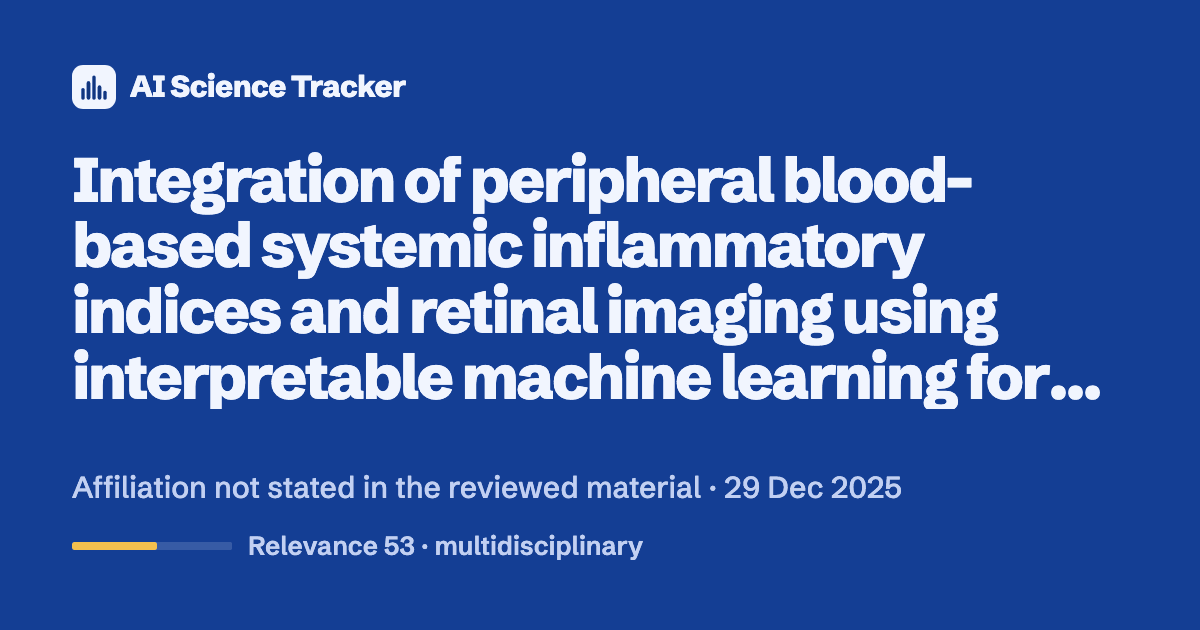 AI Science Tracker
Integration of peripheral blood-
based systemic inflammatory
indices and retinal imaging using
interpretable machine learning for...
Affiliation not stated in the reviewed material · 29 Dec 2025
Relevance 53 · multidisciplinary